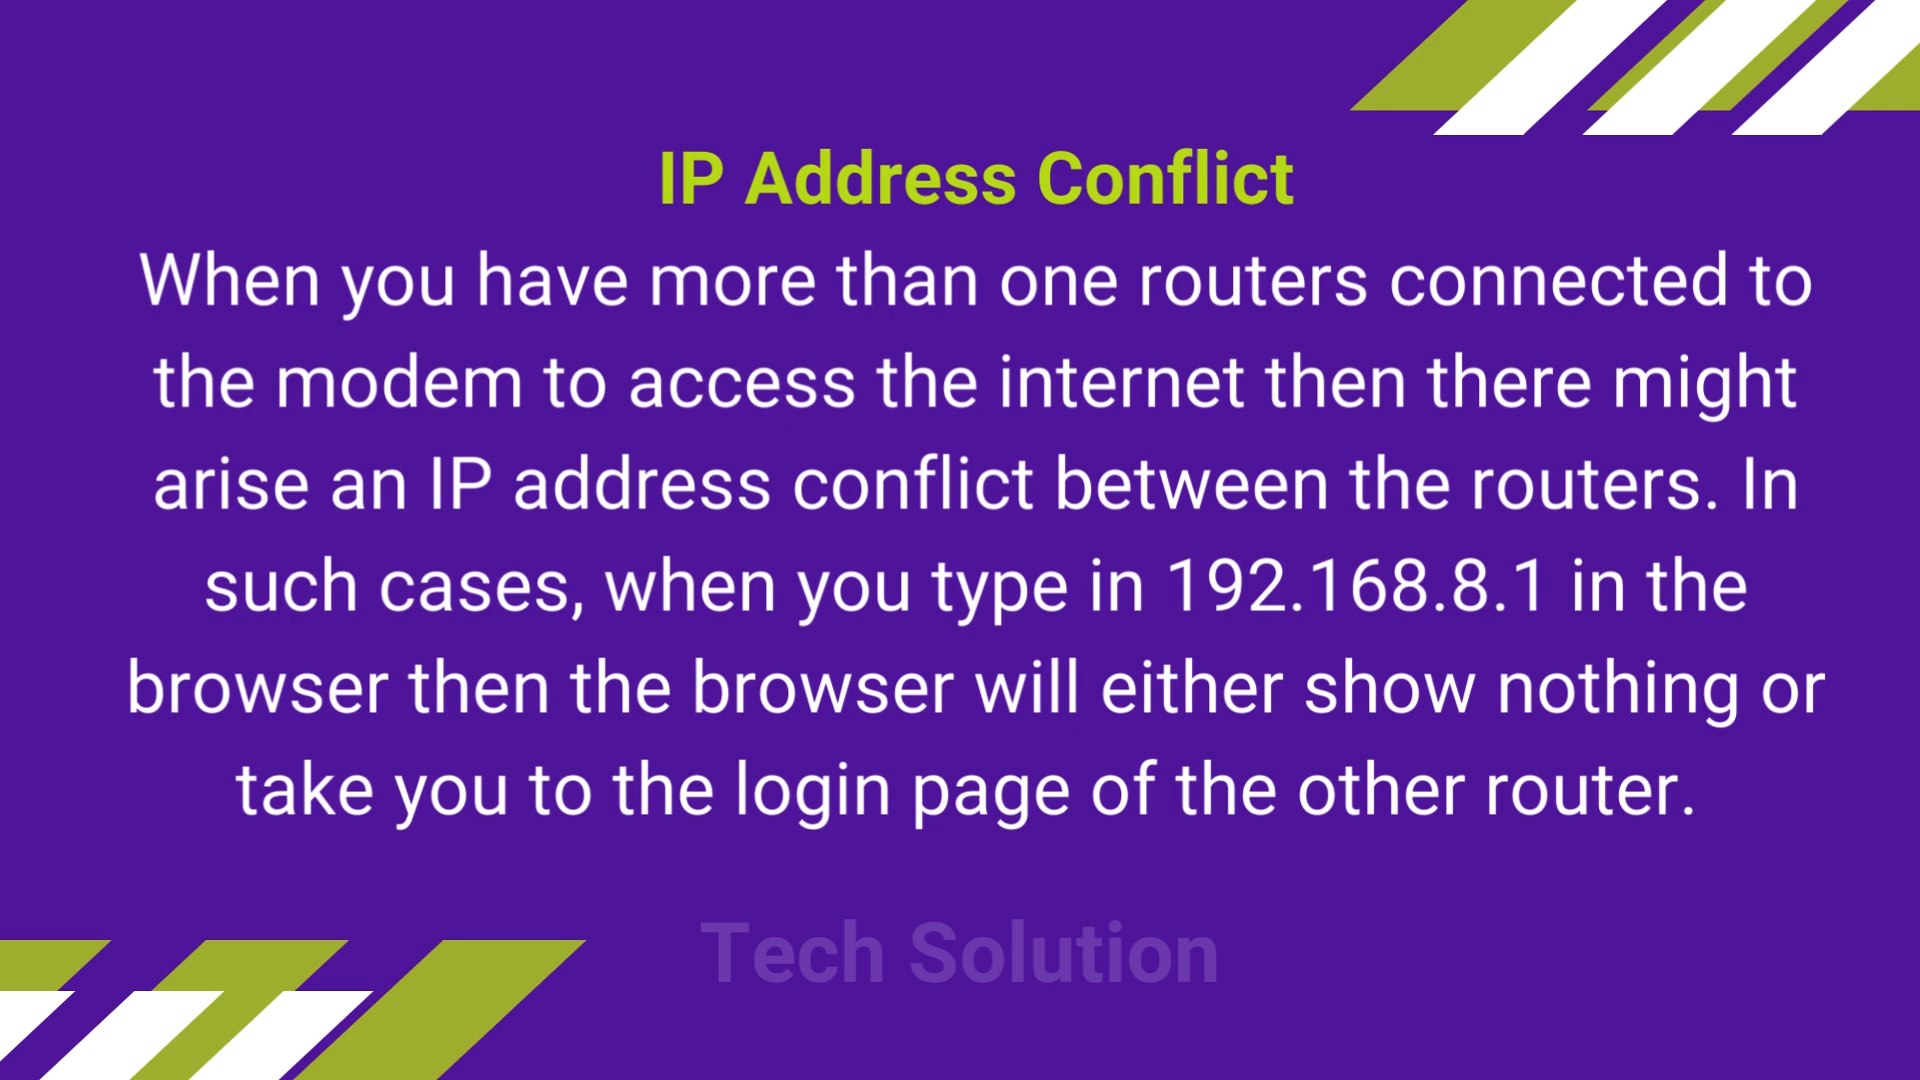 IP Address Conflict
When you have more than one routers connected to
the modem to access the internet then there might
arise an IP address conflict between the routers. In
such cases, when you type in 192.168.8.1 in the
browser then the browser will either show nothing or
take you to the login page of the other router.
Tech Solution